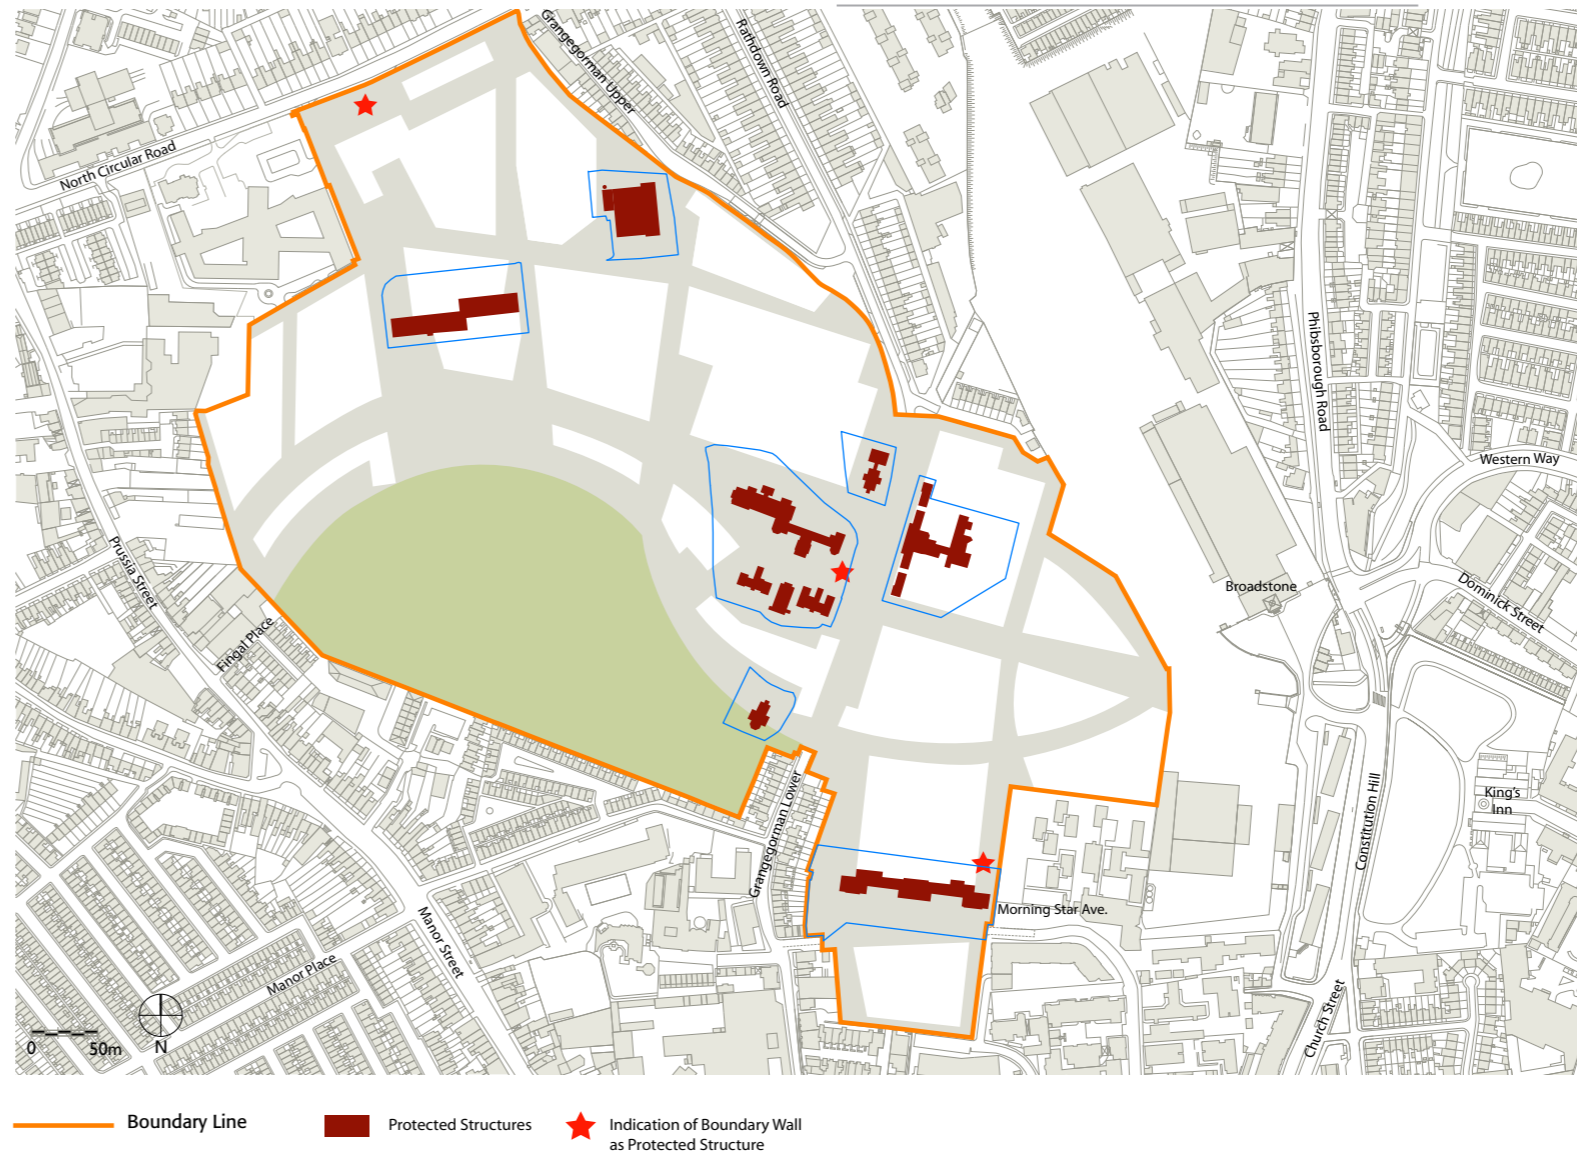 Grangegorman Upper
Rathdown Road
North Circular Road
Phibsborough Road
Western Way
Prussia Street
Broadstone
Dominick Street
Fingal Place
Grangegorman Lower
Constitution Hill
King's
Inn
Morning Star Ave.
Manor Street
Manor Place
Church Street
0 50m
N
Boundary Line
Protected Structures
Indication of Boundary Wall
as Protected Structure